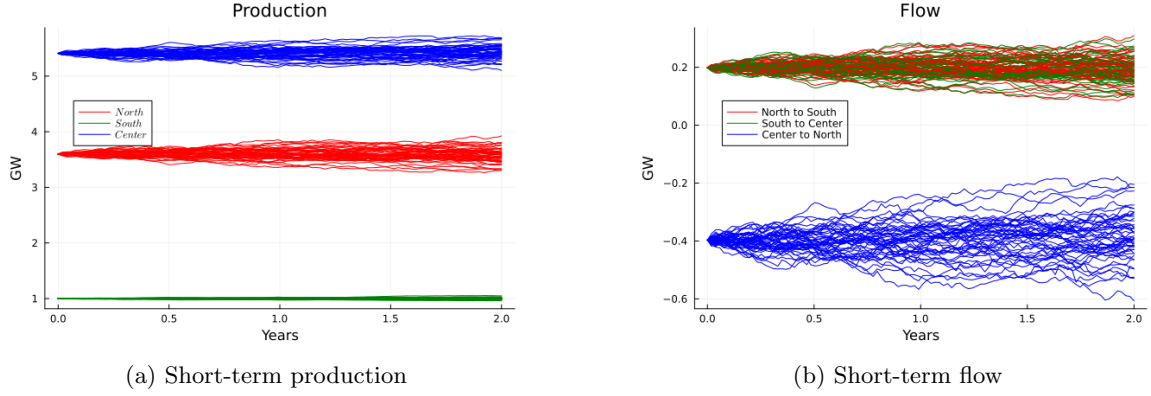 Production
GW
5
4
3
2
1
0.0 0.5 1.0 1.5 2.0
Years
North
South
Center
(a) Short-term production
Flow
GW
0.2
0.0
−0.2
−0.4
−0.6
0.0 0.5 1.0 1.5 2.0
Years
North to South
South to Center
Center to North
(b) Short-term flow